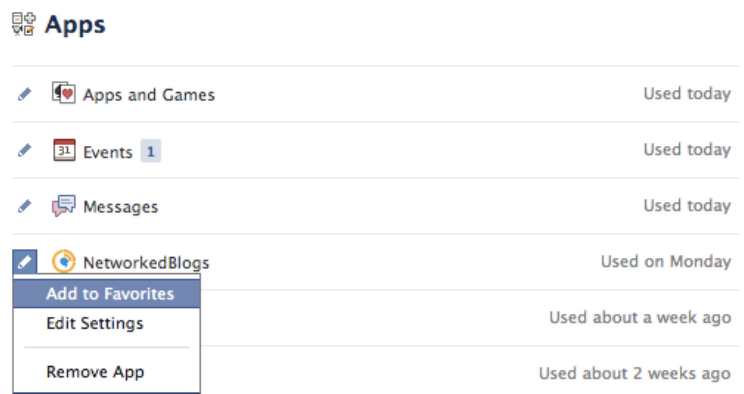 Apps
Apps and Games Used today
31 Events 1 Used today
Messages Used today
NetworkedBlogs Used on Monday
Add to Favorites
Edit Settings Used about a week ago
Remove App Used about 2 weeks ago